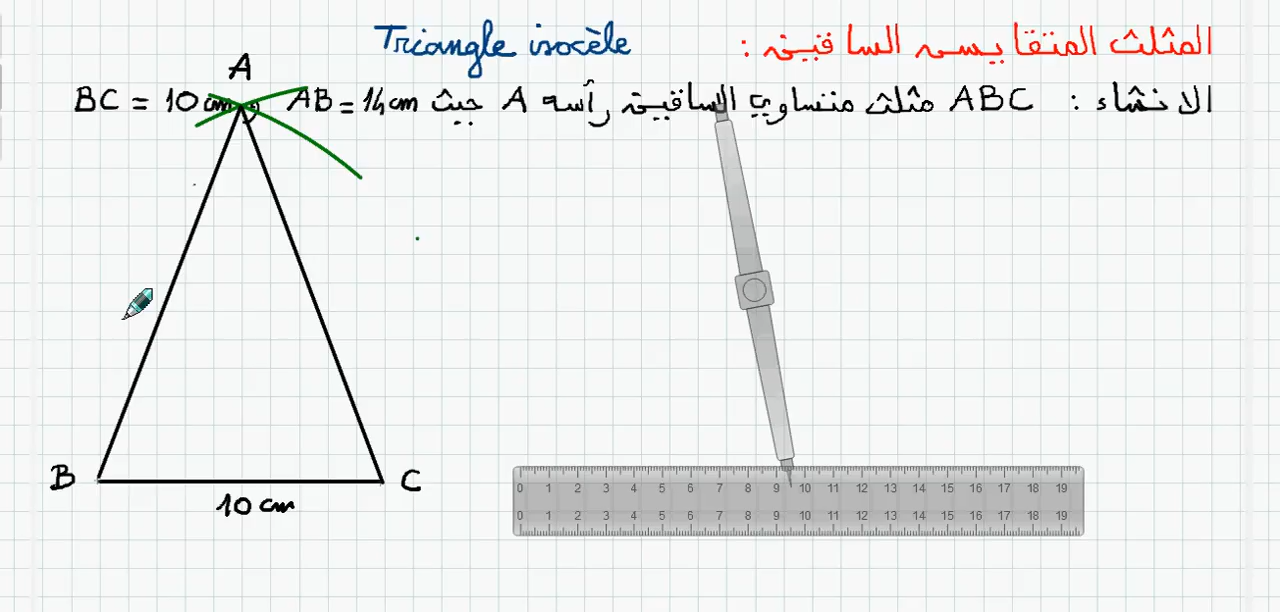 المثلث المتقايس الساقين : Triangle isocèle
الانشاء : ABC مثلث متساوي الساقين رأسه A حيث AB = 14 cm و BC = 10 cm
A
B
C
10 cm
0 1 2 3 4 5 6 7 8 9 10 11 12 13 14 15 16 17 18 19
0 1 2 3 4 5 6 7 8 9 10 11 12 13 14 15 16 17 18 19